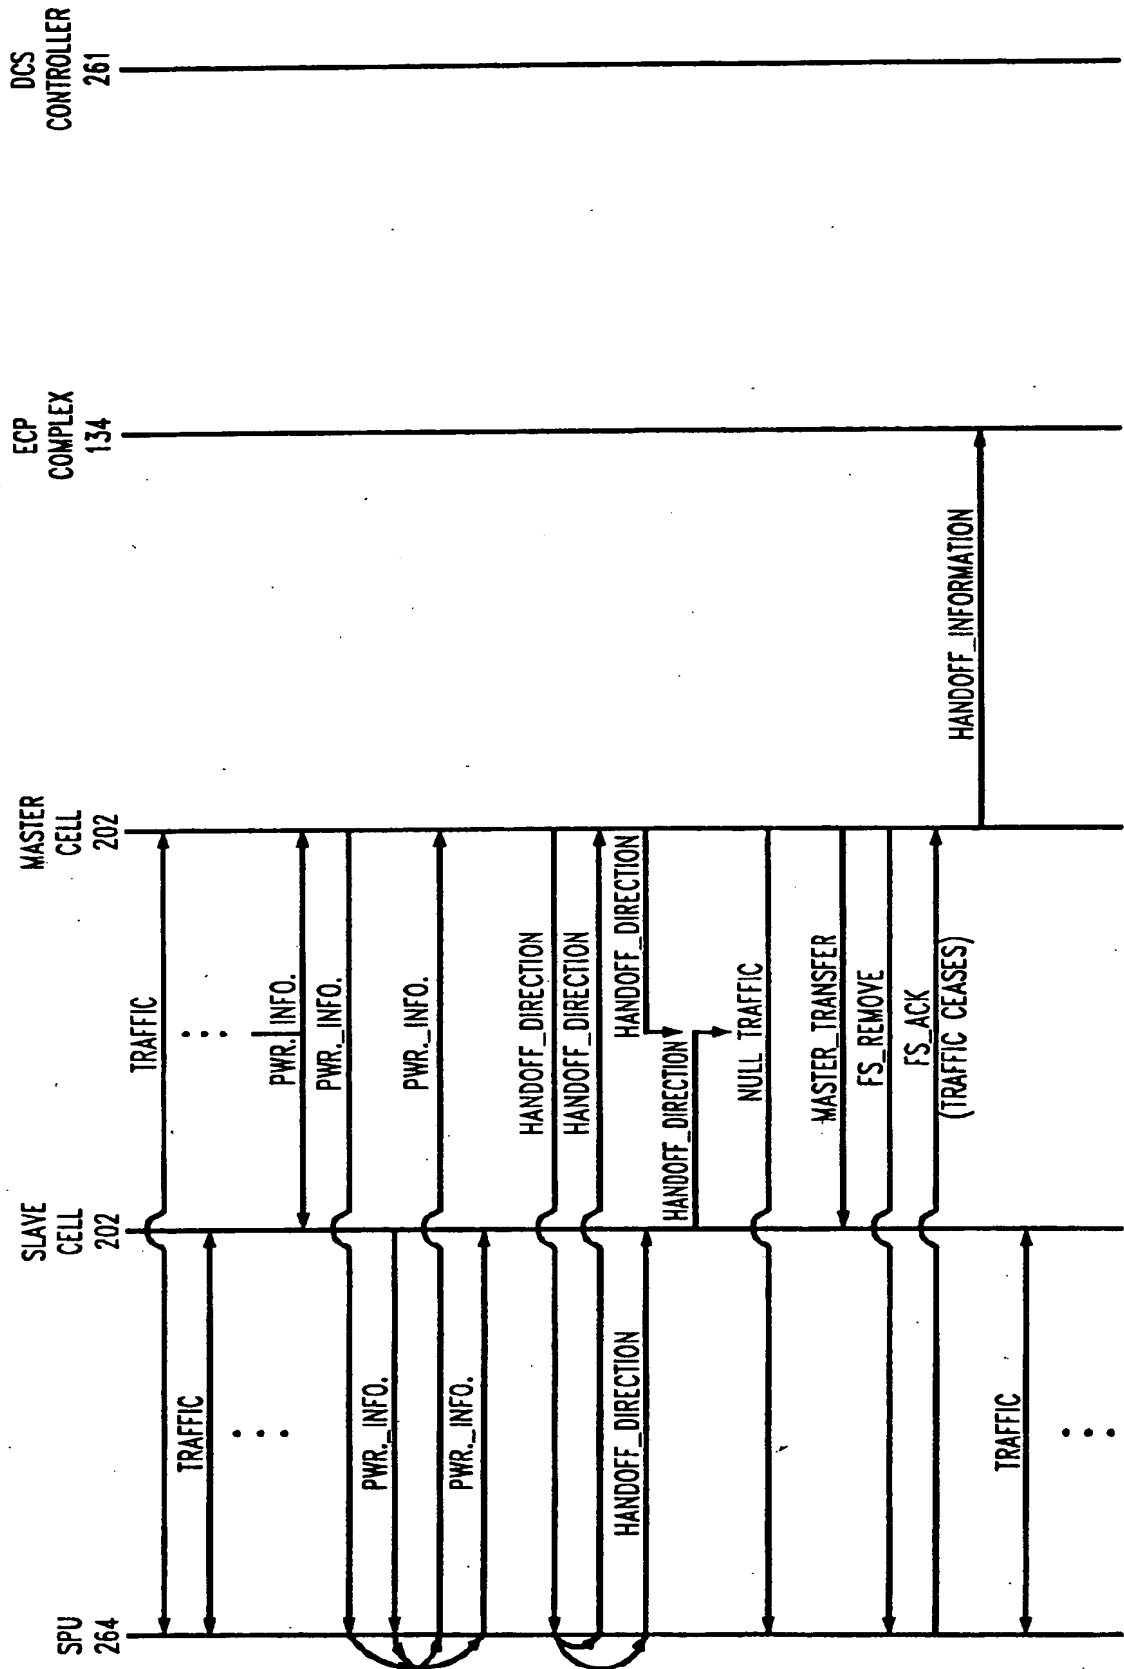 SPU
264
SLAVE
CELL
202
MASTER
CELL
202
ECP
COMPLEX
134
DCS
CONTROLLER
261
TRAFFIC
TRAFFIC
PWR._INFO.
PWR._INFO.
PWR._INFO.
PWR._INFO.
PWR._INFO.
HANDOFF_DIRECTION
HANDOFF_DIRECTION
HANDOFF_DIRECTION
HANDOFF_DIRECTION
HANDOFF_DIRECTION
NULL TRAFFIC
MASTER_TRANSFER
FS_REMOVE
FS_ACK
(TRAFFIC CEASES)
HANDOFF_INFORMATION
TRAFFIC